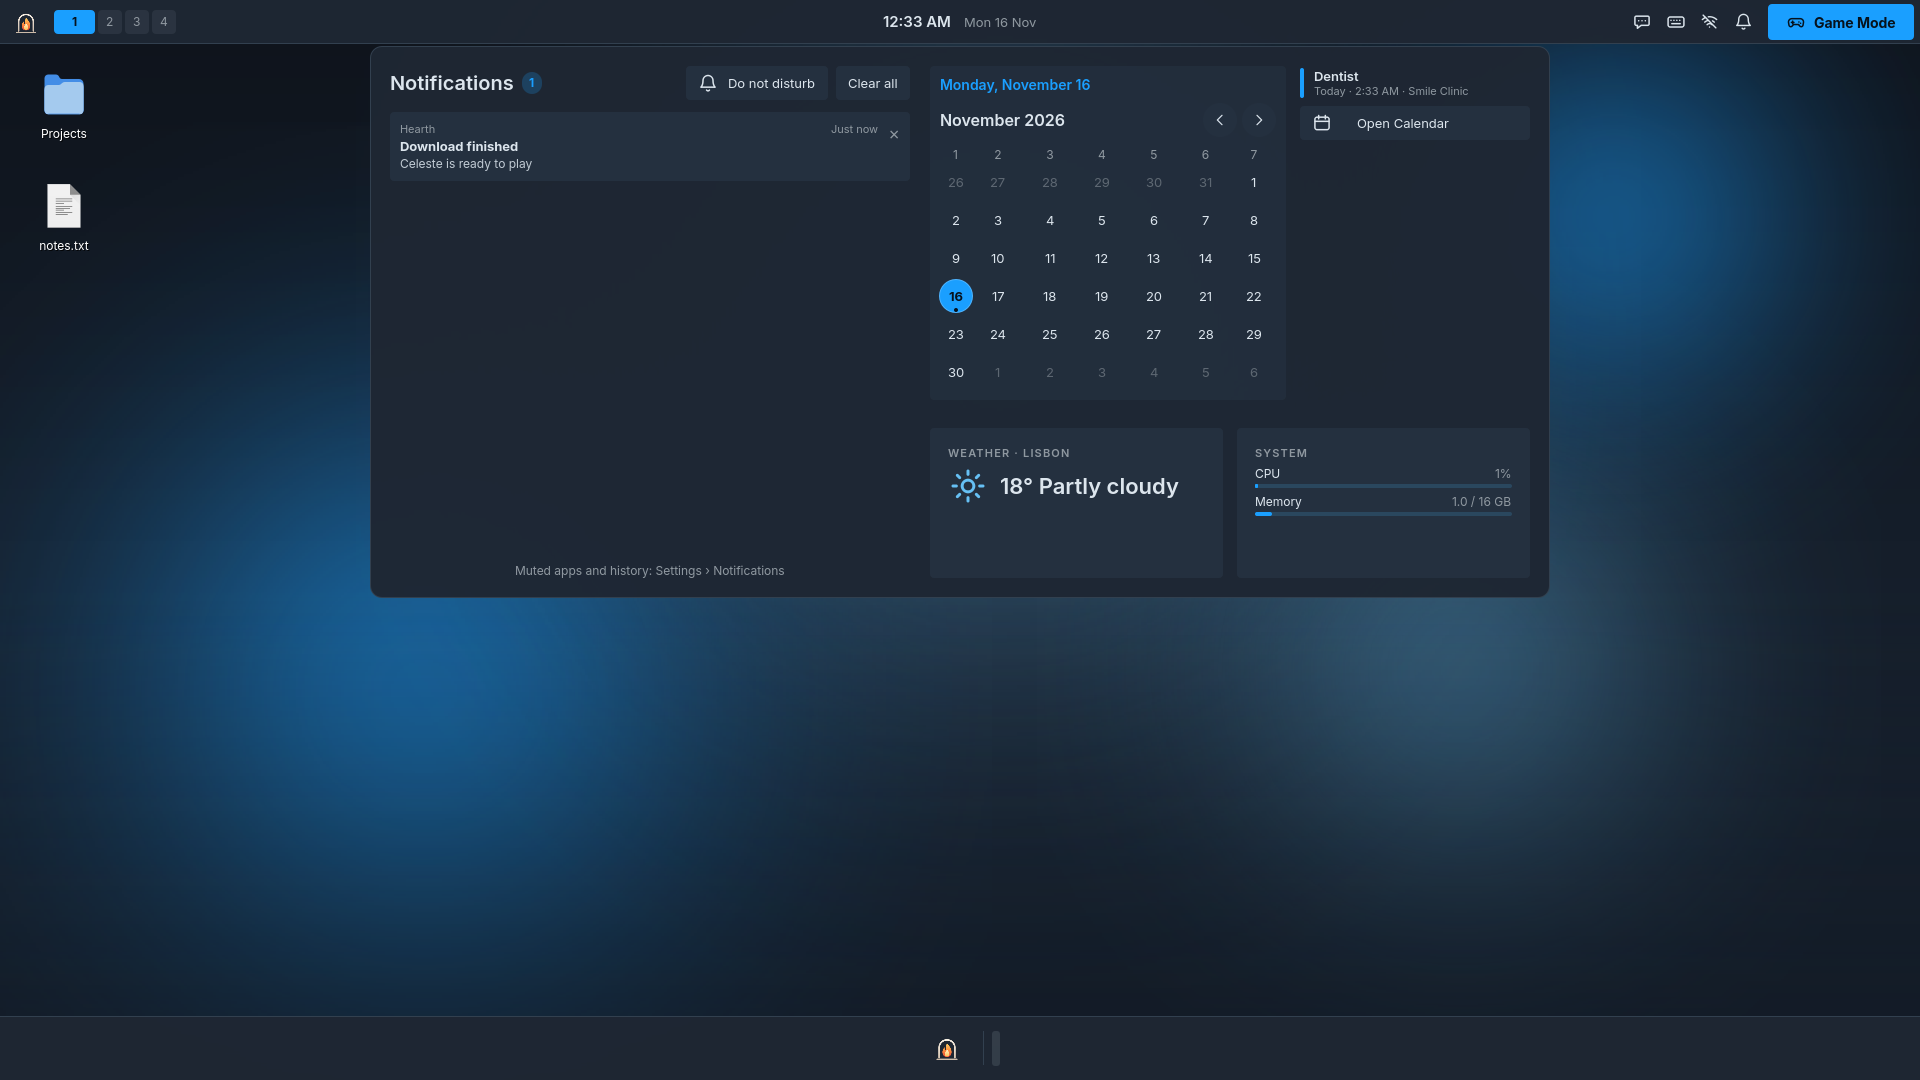 1 2 3 4
12:33 AM Mon 16 Nov
Game Mode
Projects
notes.txt
Notifications 1
Do not disturb
Clear all
Hearth
Just now
Download finished
Celeste is ready to play
Muted apps and history: Settings › Notifications
Monday, November 16
November 2026
1 2 3 4 5 6 7
26 27 28 29 30 31 1
2 3 4 5 6 7 8
9 10 11 12 13 14 15
16 17 18 19 20 21 22
23 24 25 26 27 28 29
30 1 2 3 4 5 6
Dentist
Today · 2:33 AM · Smile Clinic
Open Calendar
WEATHER · LISBON
18° Partly cloudy
SYSTEM
CPU 1%
Memory 1.0 / 16 GB